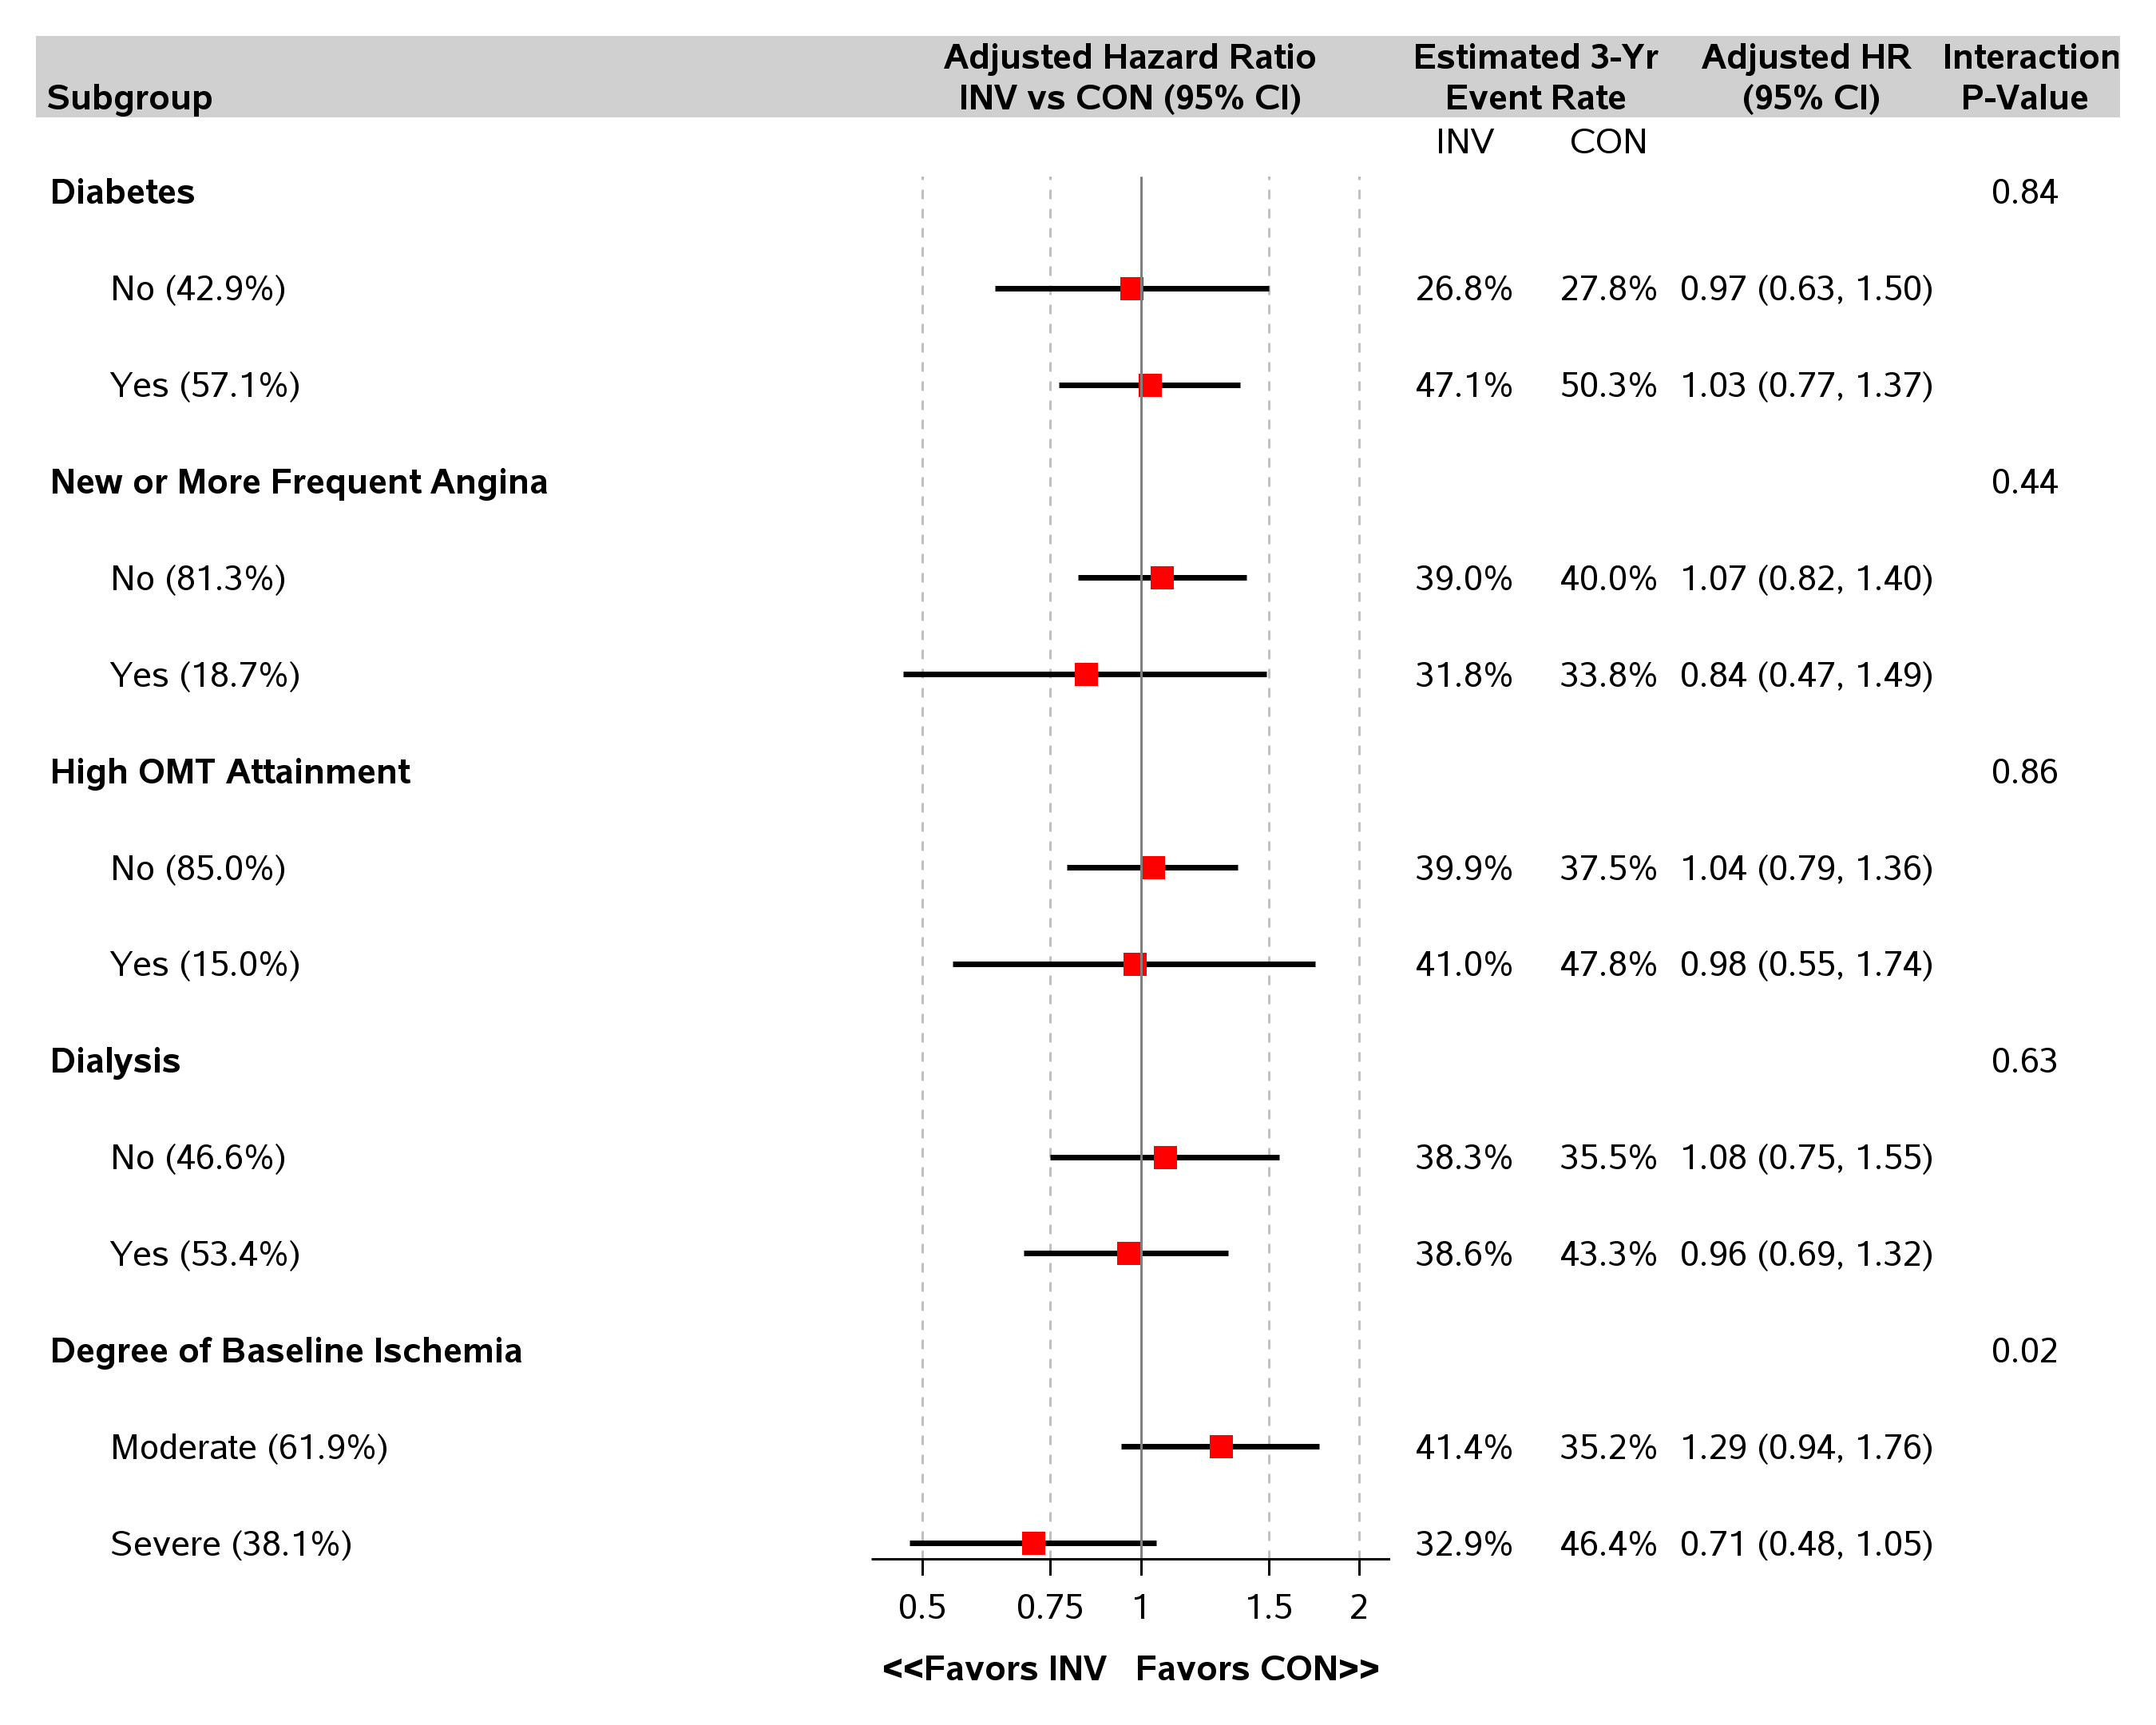 Subgroup Adjusted Hazard Ratio INV vs CON (95% CI) Estimated 3-Yr Event Rate Adjusted HR (95% CI) Interaction P-Value
INV CON
Diabetes 0.84
No (42.9%) 26.8% 27.8% 0.97 (0.63, 1.50)
Yes (57.1%) 47.1% 50.3% 1.03 (0.77, 1.37)
New or More Frequent Angina 0.44
No (81.3%) 39.0% 40.0% 1.07 (0.82, 1.40)
Yes (18.7%) 31.8% 33.8% 0.84 (0.47, 1.49)
High OMT Attainment 0.86
No (85.0%) 39.9% 37.5% 1.04 (0.79, 1.36)
Yes (15.0%) 41.0% 47.8% 0.98 (0.55, 1.74)
Dialysis 0.63
No (46.6%) 38.3% 35.5% 1.08 (0.75, 1.55)
Yes (53.4%) 38.6% 43.3% 0.96 (0.69, 1.32)
Degree of Baseline Ischemia 0.02
Moderate (61.9%) 41.4% 35.2% 1.29 (0.94, 1.76)
Severe (38.1%) 32.9% 46.4% 0.71 (0.48, 1.05)
0.5 0.75 1 1.5 2
<<Favors INV Favors CON>>